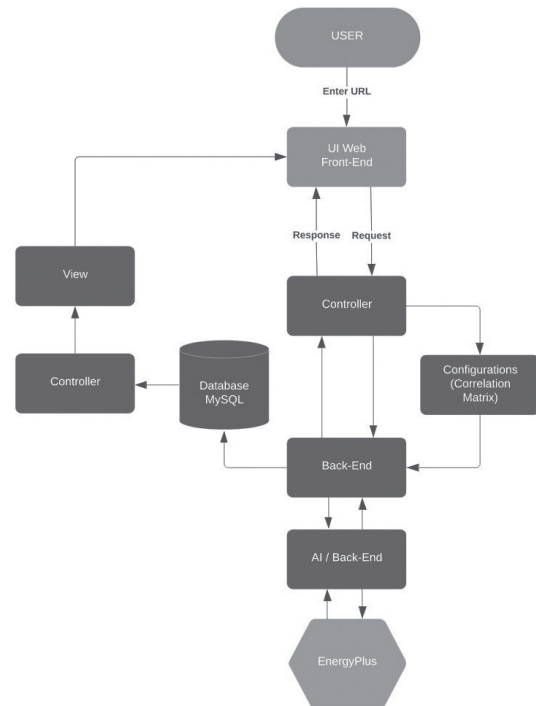 USER
Enter URL
UI Web
Front-End
Response
Request
View
Controller
Controller
Database
MySQL
Configurations
(Correlation
Matrix)
Back-End
AI / Back-End
EnergyPlus